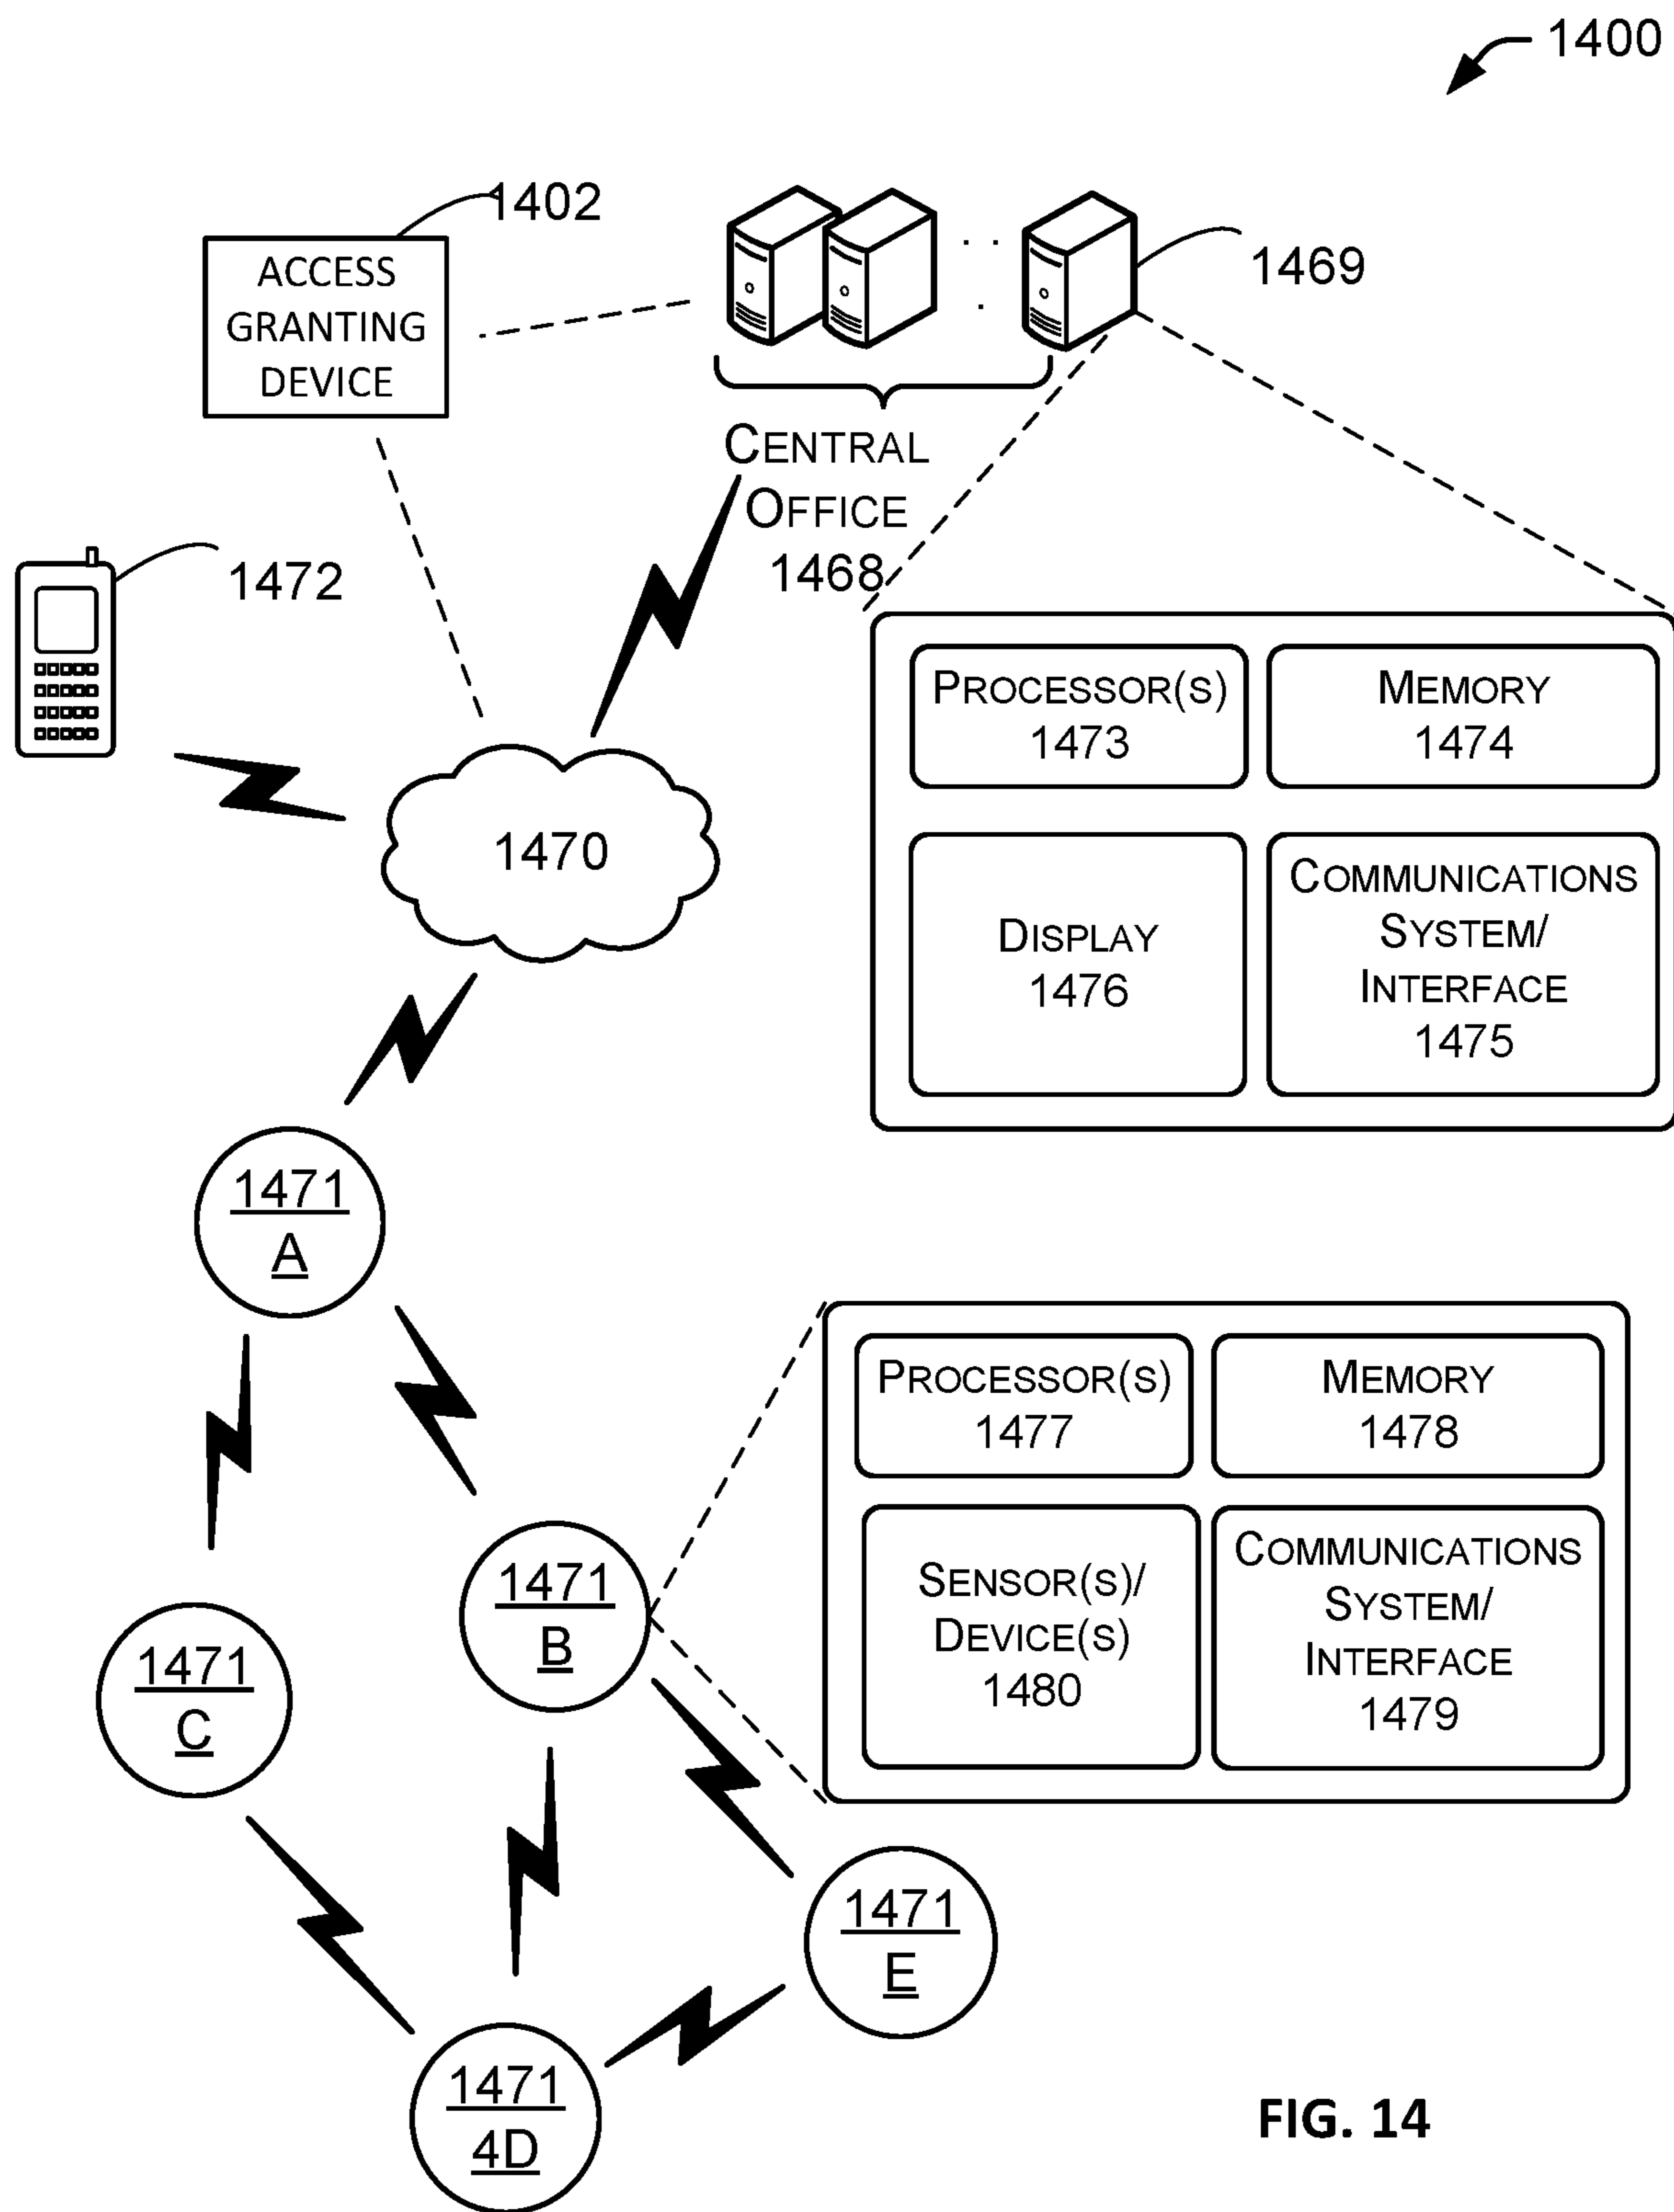 1400
1402
ACCESS
GRANTING
DEVICE
1469
CENTRAL
OFFICE
1468
1472
PROCESSOR(S)
1473
MEMORY
1474
DISPLAY
1476
COMMUNICATIONS
SYSTEM/
INTERFACE
1475
1470
1471
A
PROCESSOR(S)
1477
MEMORY
1478
SENSOR(S)/
DEVICE(S)
1480
COMMUNICATIONS
SYSTEM/
INTERFACE
1479
1471
B
1471
C
1471
E
1471
4D
FIG. 14